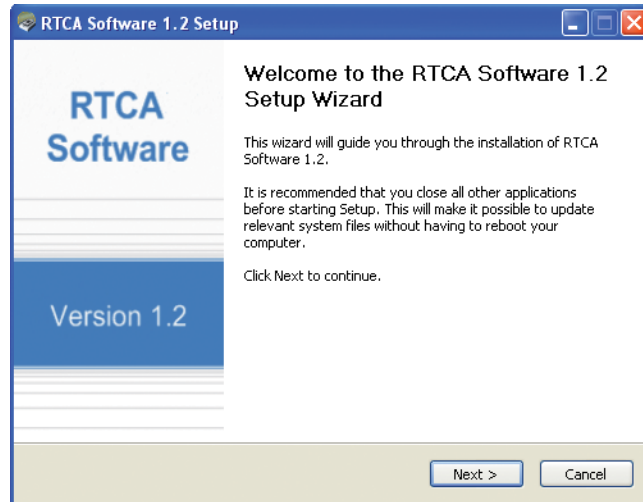 RTCA Software 1.2 Setup
RTCA
Software
Version 1.2
Welcome to the RTCA Software 1.2
Setup Wizard
This wizard will guide you through the installation of RTCA
Software 1.2.
It is recommended that you close all other applications
before starting Setup. This will make it possible to update
relevant system files without having to reboot your
computer.
Click Next to continue.
Next >
Cancel